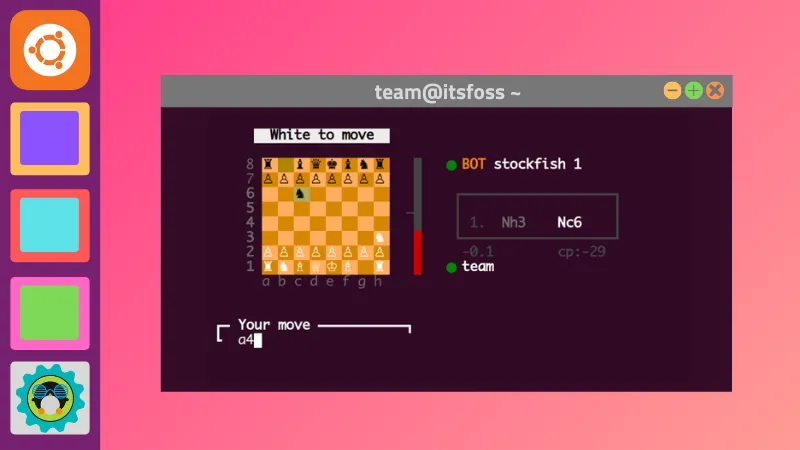 team@itsfoss ~
White to move
8
7
6
5
4
3
2
1
a b c d e f g h
BOT stockfish 1
1. Nh3 Nc6
-0.1 cp:-29
team
Your move
a4